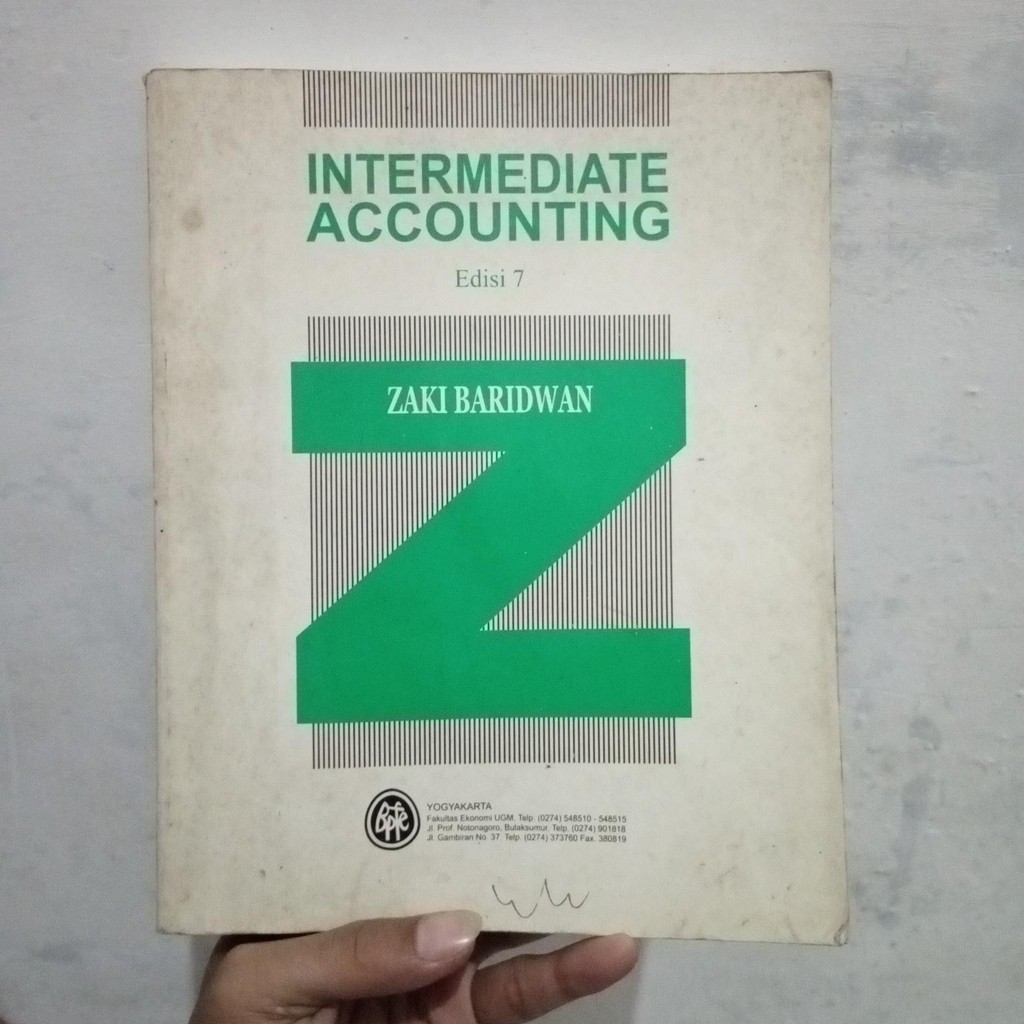 INTERMEDIATE
ACCOUNTING
Edisi 7
ZAKI BARIDWAN
Bpfe
YOGYAKARTA
Fakultas Ekonomi UGM. Telp. (0274) 548510 - 548515
Jl. Prof. Notonagoro, Bulaksumur, Telp. (0274) 901818
Jl. Gambiran No. 37. Telp. (0274) 373760 Fax. 380819